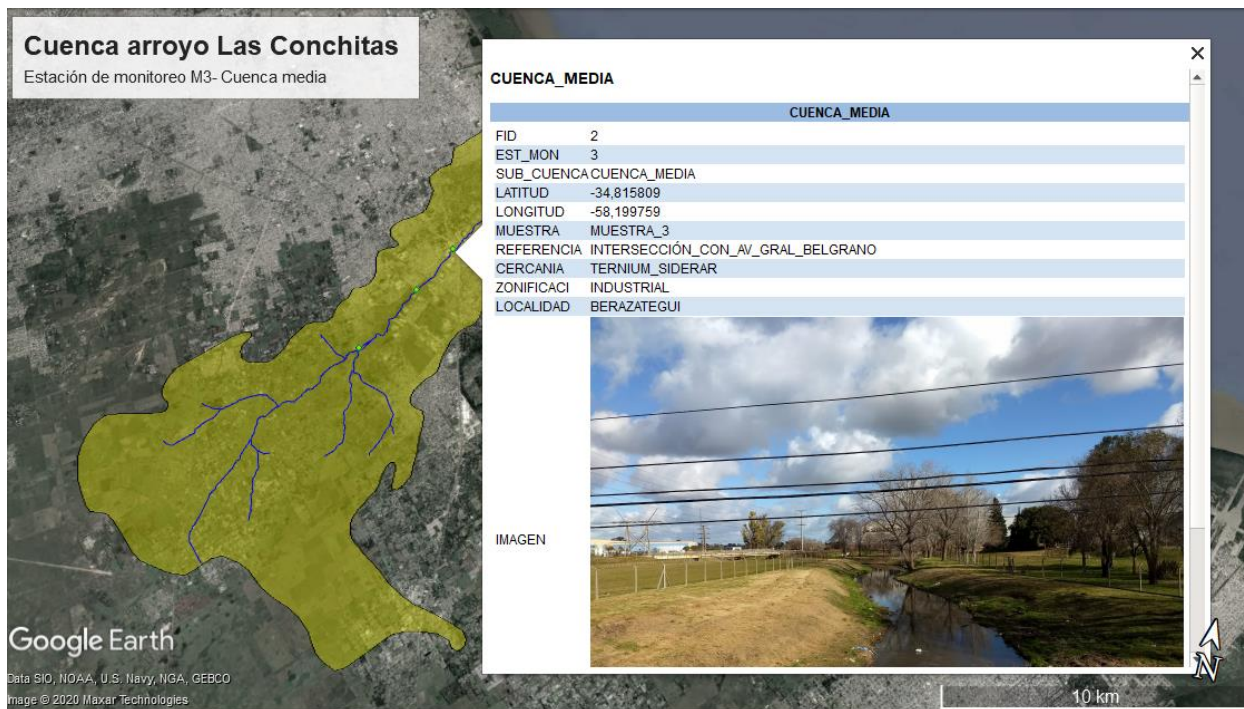 Cuenca arroyo Las Conchitas
Estación de monitoreo M3- Cuenca media
CUENCA_MEDIA
CUENCA_MEDIA
FID 2
EST_MON 3
SUB_CUENCA CUENCA_MEDIA
LATITUD -34,815809
LONGITUD -58,199759
MUESTRA MUESTRA_3
REFERENCIA INTERSECCIÓN_CON_AV_GRAL_BELGRANO
CERCANIA TERNIUM_SIDERAR
ZONIFICACI INDUSTRIAL
LOCALIDAD BERAZATEGUI
IMAGEN
Google Earth
Data SIO, NOAA, U.S. Navy, NGA, GEBCO
Image © 2020 Maxar Technologies
N
10 km